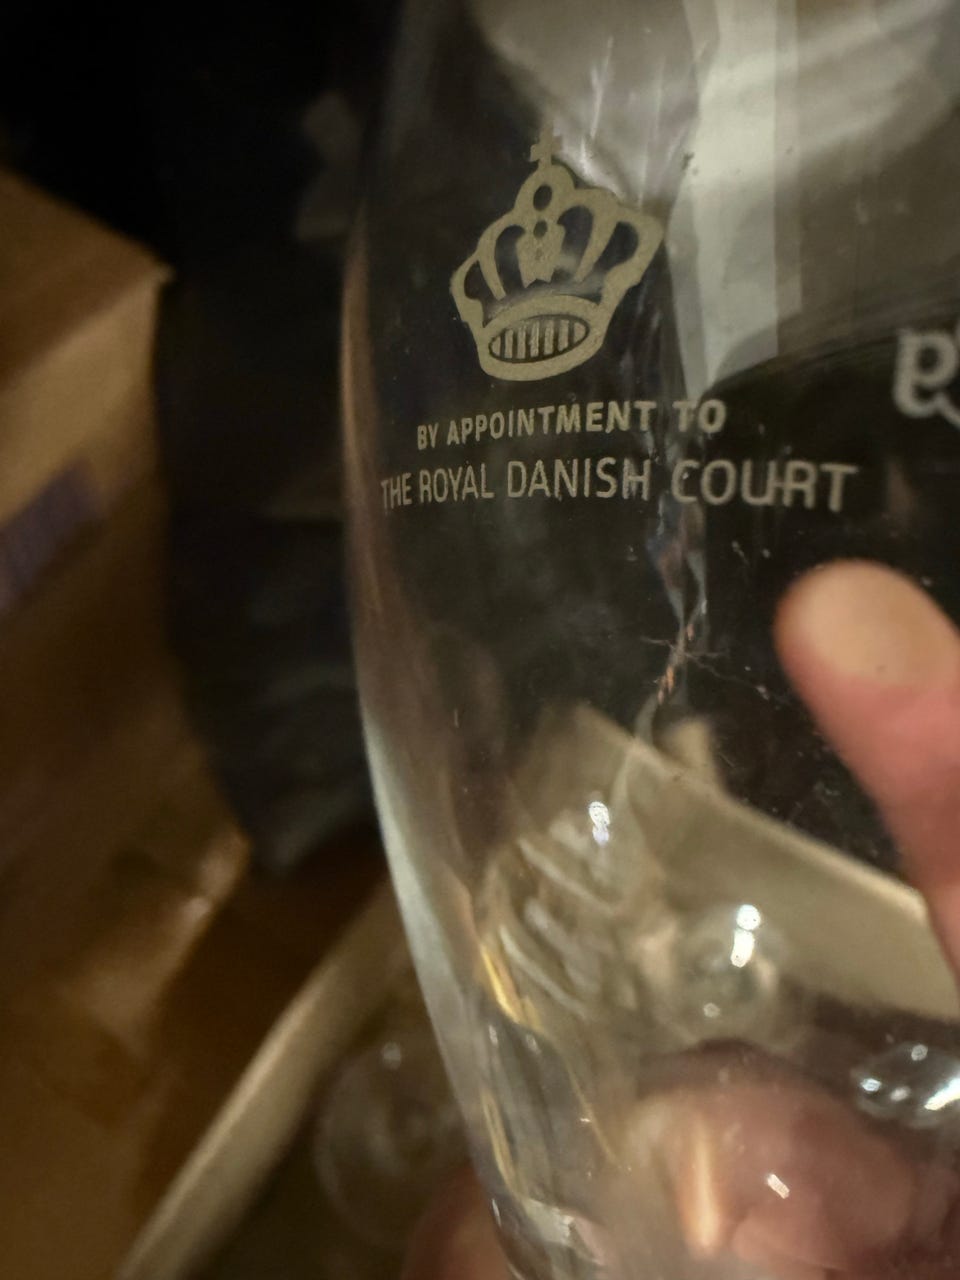 BY APPOINTMENT TO
THE ROYAL DANISH COURT